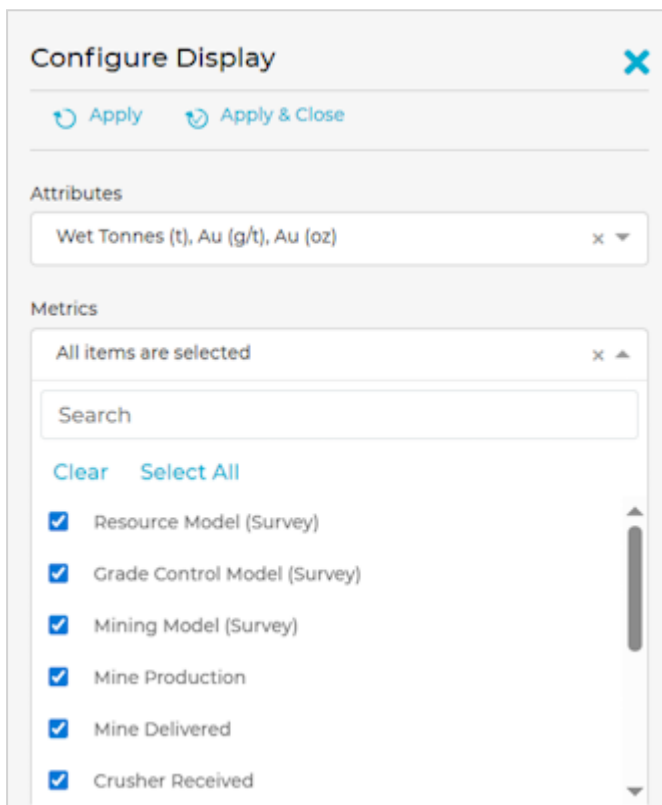 Configure Display
Apply Apply & Close
Attributes
Wet Tonnes (t), Au (g/t), Au (oz)
Metrics
All items are selected
Search
Clear Select All
Resource Model (Survey)
Grade Control Model (Survey)
Mining Model (Survey)
Mine Production
Mine Delivered
Crusher Received